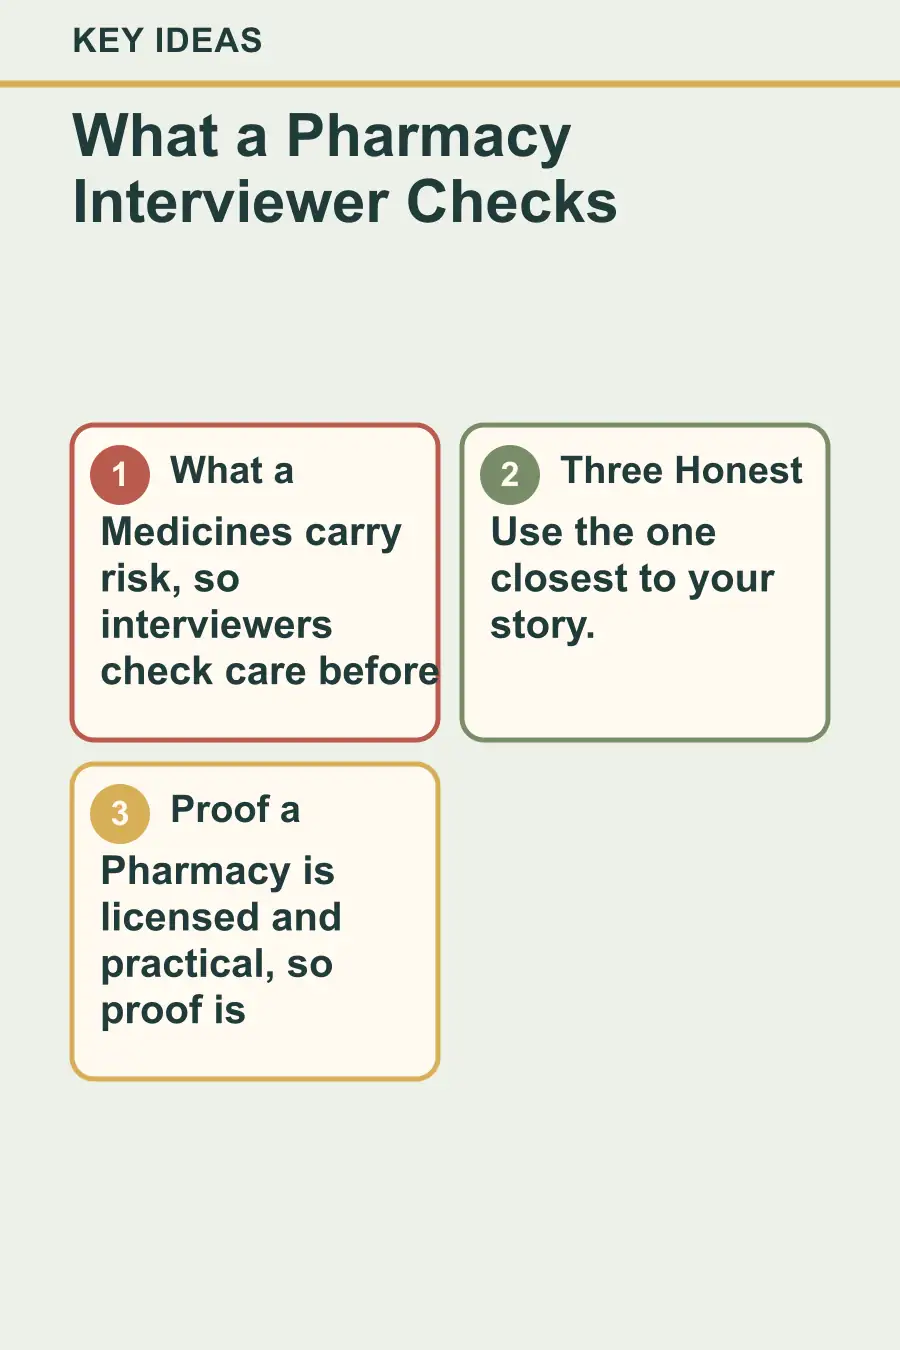 KEY IDEAS
What a Pharmacy
Interviewer Checks
1 What a
Medicines carry
risk, so
interviewers
check care before
2 Three Honest
Use the one
closest to your
story.
3 Proof a
Pharmacy is
licensed and
practical, so
proof is